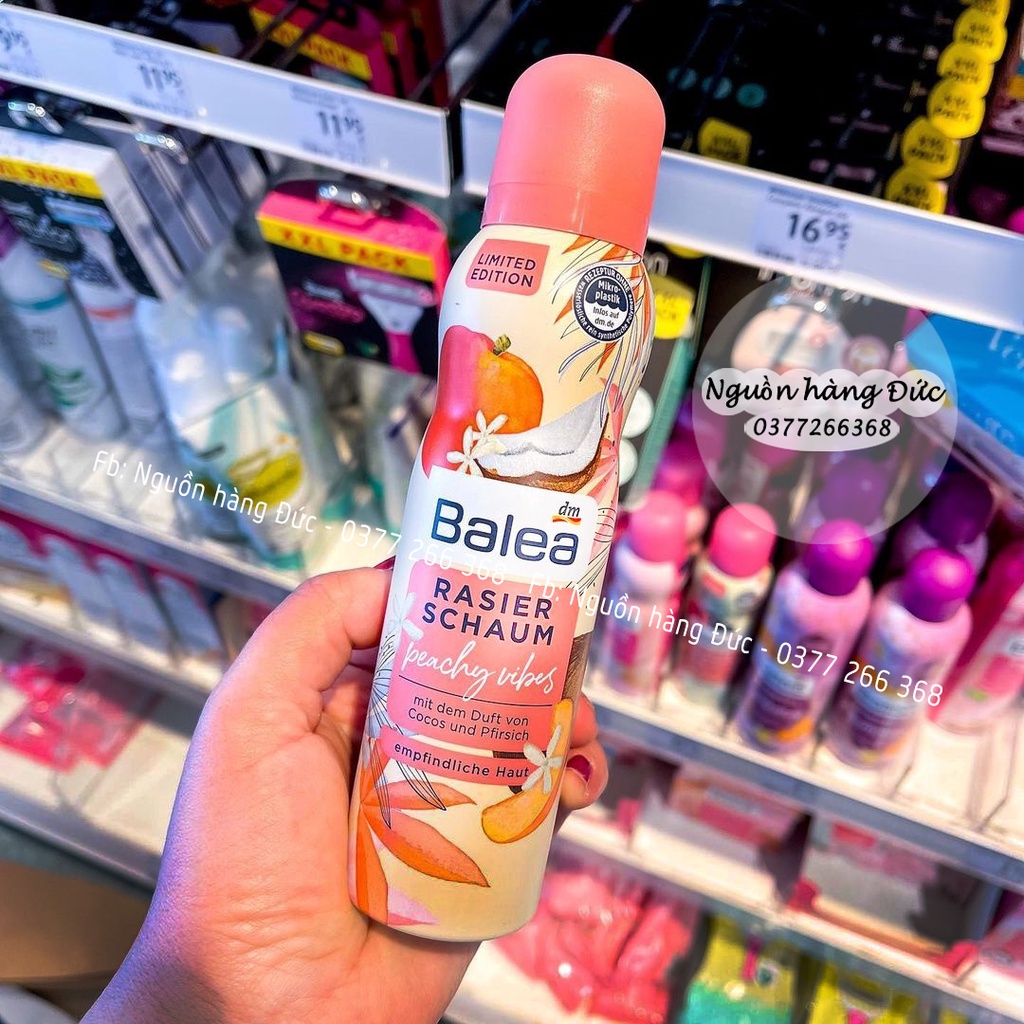 11 95
11 95
16 95
XXL PACK
LIMITED
EDITION
REZEPTUR OHNE
Mikro-
plastik
Infos auf
dm.de
Nguồn hàng Đức
0377266368
dm
Balea
RASIER
SCHAUM
peachy vibes
mit dem Duft von
Cocos und Pfirsich
empfindliche Haut
Fb: Nguồn hàng Đức - 0377 266 368
Fb: Nguồn hàng Đức - 0377 266 368